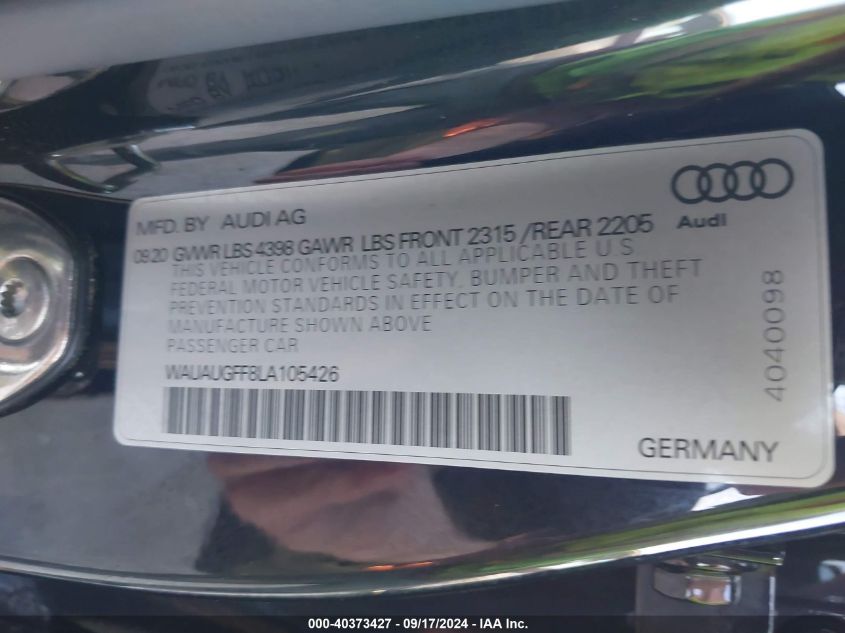 MFD. BY AUDI AG
Audi
09.20 GVWR LBS 4398 GAWR LBS FRONT 2315 / REAR 2205
THIS VEHICLE CONFORMS TO ALL APPLICABLE U S
FEDERAL MOTOR VEHICLE SAFETY, BUMPER AND THEFT
PREVENTION STANDARDS IN EFFECT ON THE DATE OF
MANUFACTURE SHOWN ABOVE
PASSENGER CAR
WAUAUGFF8LA105426
4040098
GERMANY
000-40373427 - 09/17/2024 - IAA Inc.